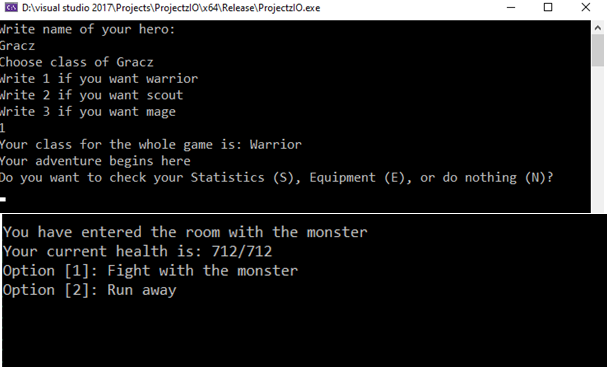 D:\visual studio 2017\Projects\ProjectzIO\x64\Release\ProjectzIO.exe
Write name of your hero:
Gracz
Choose class of Gracz
Write 1 if you want warrior
Write 2 if you want scout
Write 3 if you want mage
1
Your class for the whole game is: Warrior
Your adventure begins here
Do you want to check your Statistics (S), Equipment (E), or do nothing (N)?
You have entered the room with the monster
Your current health is: 712/712
Option [1]: Fight with the monster
Option [2]: Run away